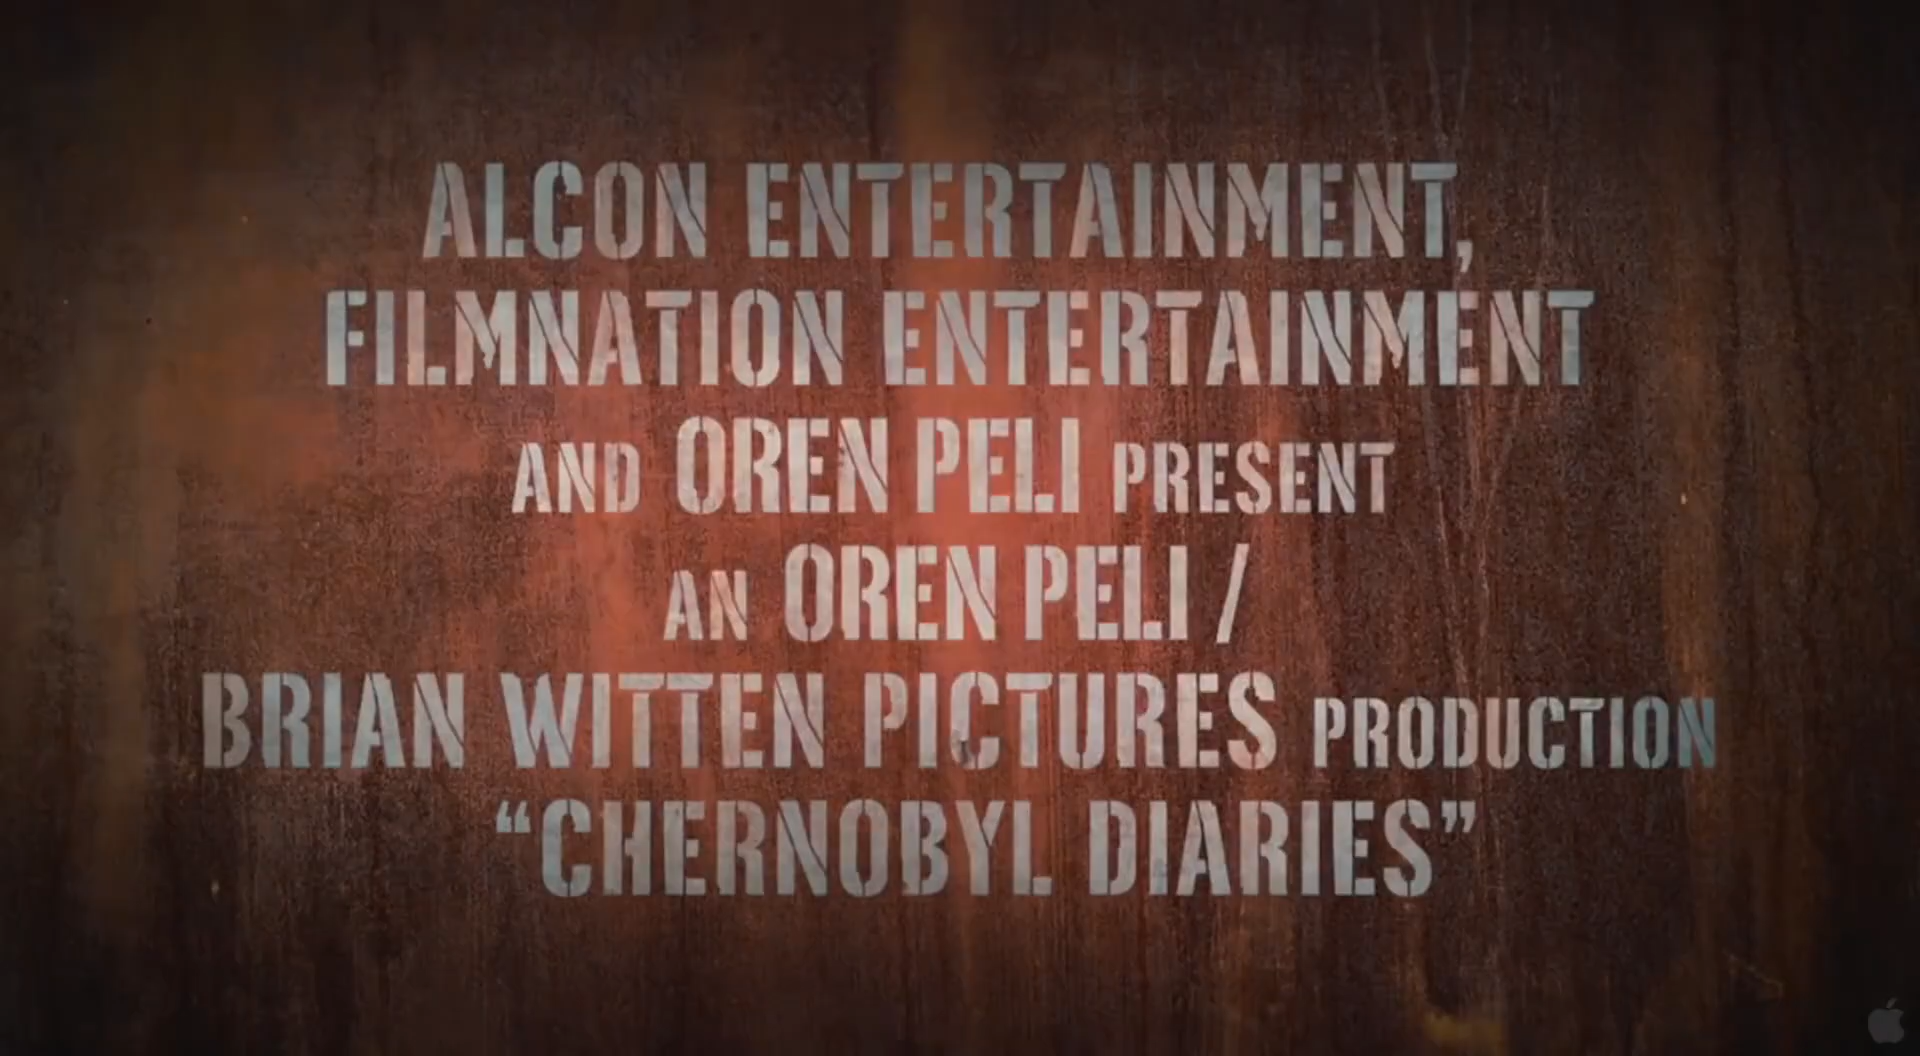 ALCON ENTERTAINMENT,
FILMNATION ENTERTAINMENT
AND OREN PELI PRESENT
AN OREN PELI /
BRIAN WITTEN PICTURES PRODUCTION
“CHERNOBYL DIARIES”